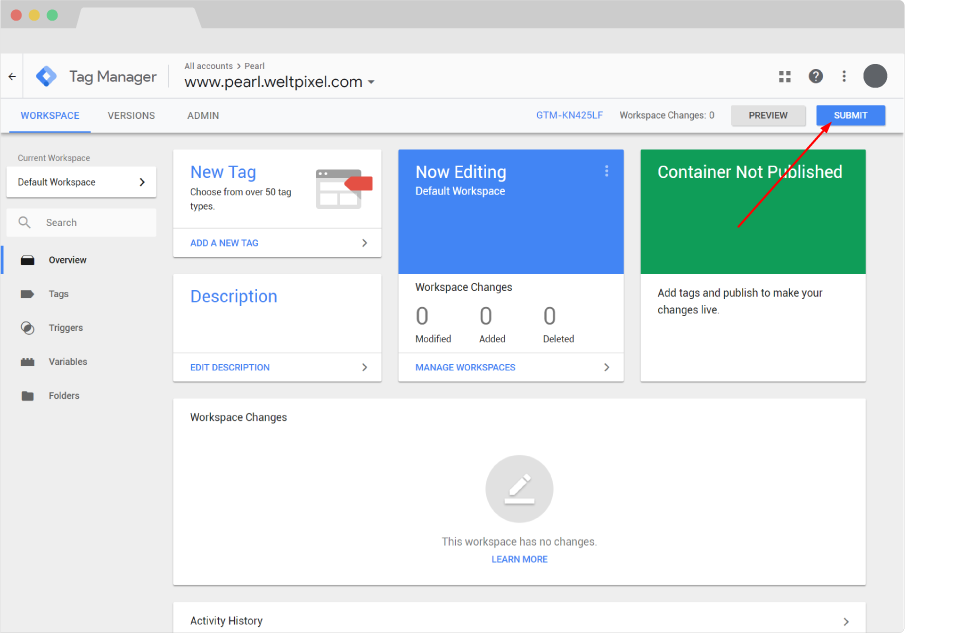 All accounts > Pearl
Tag Manager
www.pearl.weltpixel.com
WORKSPACE VERSIONS ADMIN GTM-KN425LF Workspace Changes: 0 PREVIEW SUBMIT
Current Workspace
Default Workspace
Search
Overview
Tags
Triggers
Variables
Folders
New Tag
Choose from over 50 tag
types.
ADD A NEW TAG
Description
EDIT DESCRIPTION
Now Editing
Default Workspace
Workspace Changes
0 0 0
Modified Added Deleted
MANAGE WORKSPACES
Container Not Published
Add tags and publish to make your
changes live.
Workspace Changes
This workspace has no changes.
LEARN MORE
Activity History